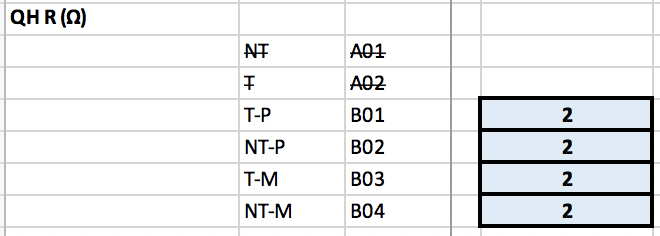 QH R (Ω)
NT A01
T A02
T-P B01 2
NT-P B02 2
T-M B03 2
NT-M B04 2